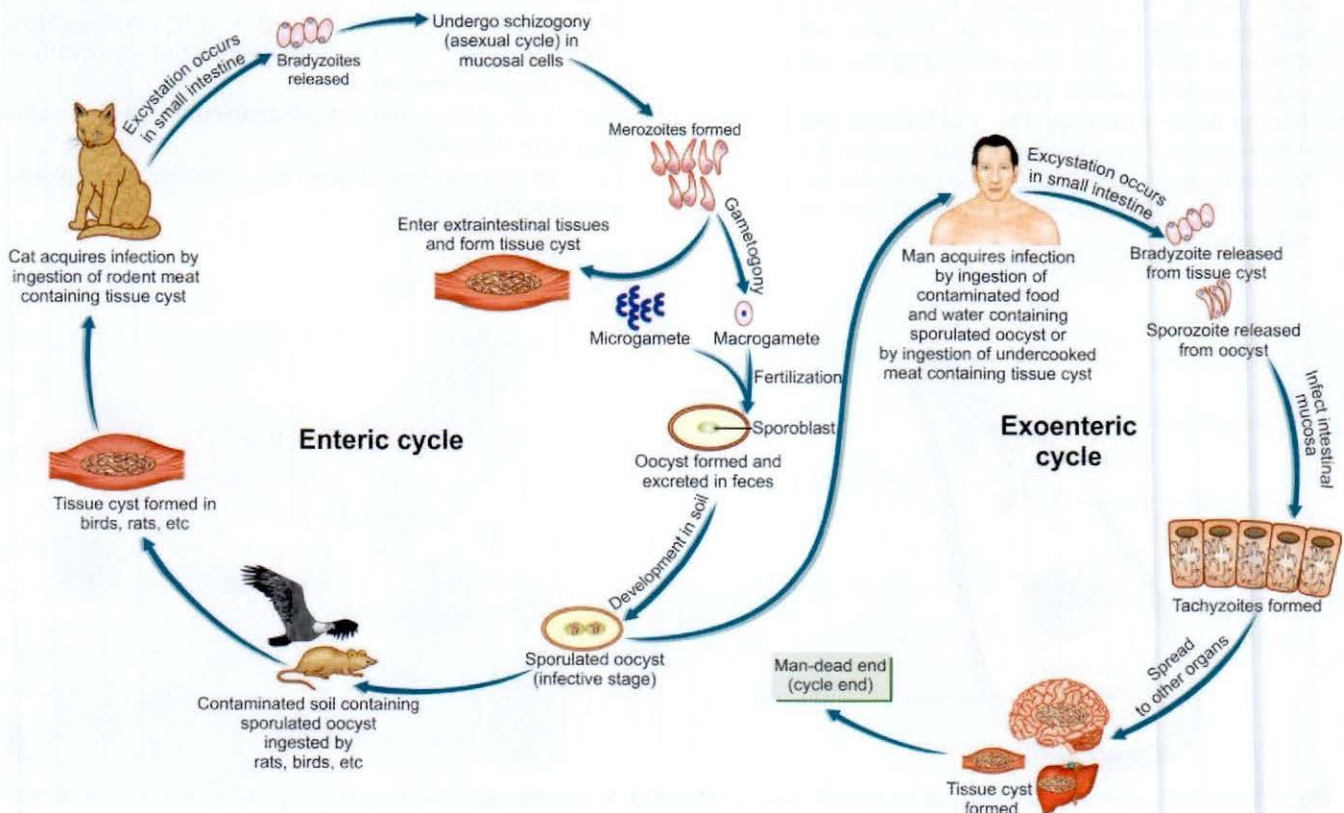 Excystation occurs
in small intestine
Bradyzoites
released
Undergo schizogony
(asexual cycle) in
mucosal cells
Merozoites formed
Gametogony
Enter extraintestinal tissues
and form tissue cyst
Microgamete
Macrogamete
Fertilization
Sporoblast
Oocyst formed and
excreted in feces
Development in soil
Sporulated oocyst
(infective stage)
Contaminated soil containing
sporulated oocyst
ingested by
rats, birds, etc
Tissue cyst formed in
birds, rats, etc
Cat acquires infection by
ingestion of rodent meat
containing tissue cyst
Enteric cycle
Man acquires infection
by ingestion of
contaminated food
and water containing
sporulated oocyst or
by ingestion of undercooked
meat containing tissue cyst
Excystation occurs
in small intestine
Bradyzoite released
from tissue cyst
Sporozoite released
from oocyst
Infect intestinal
mucosa
Exoenteric
cycle
Tachyzoites formed
Spread
to other organs
Tissue cyst
formed
Man-dead end
(cycle end)